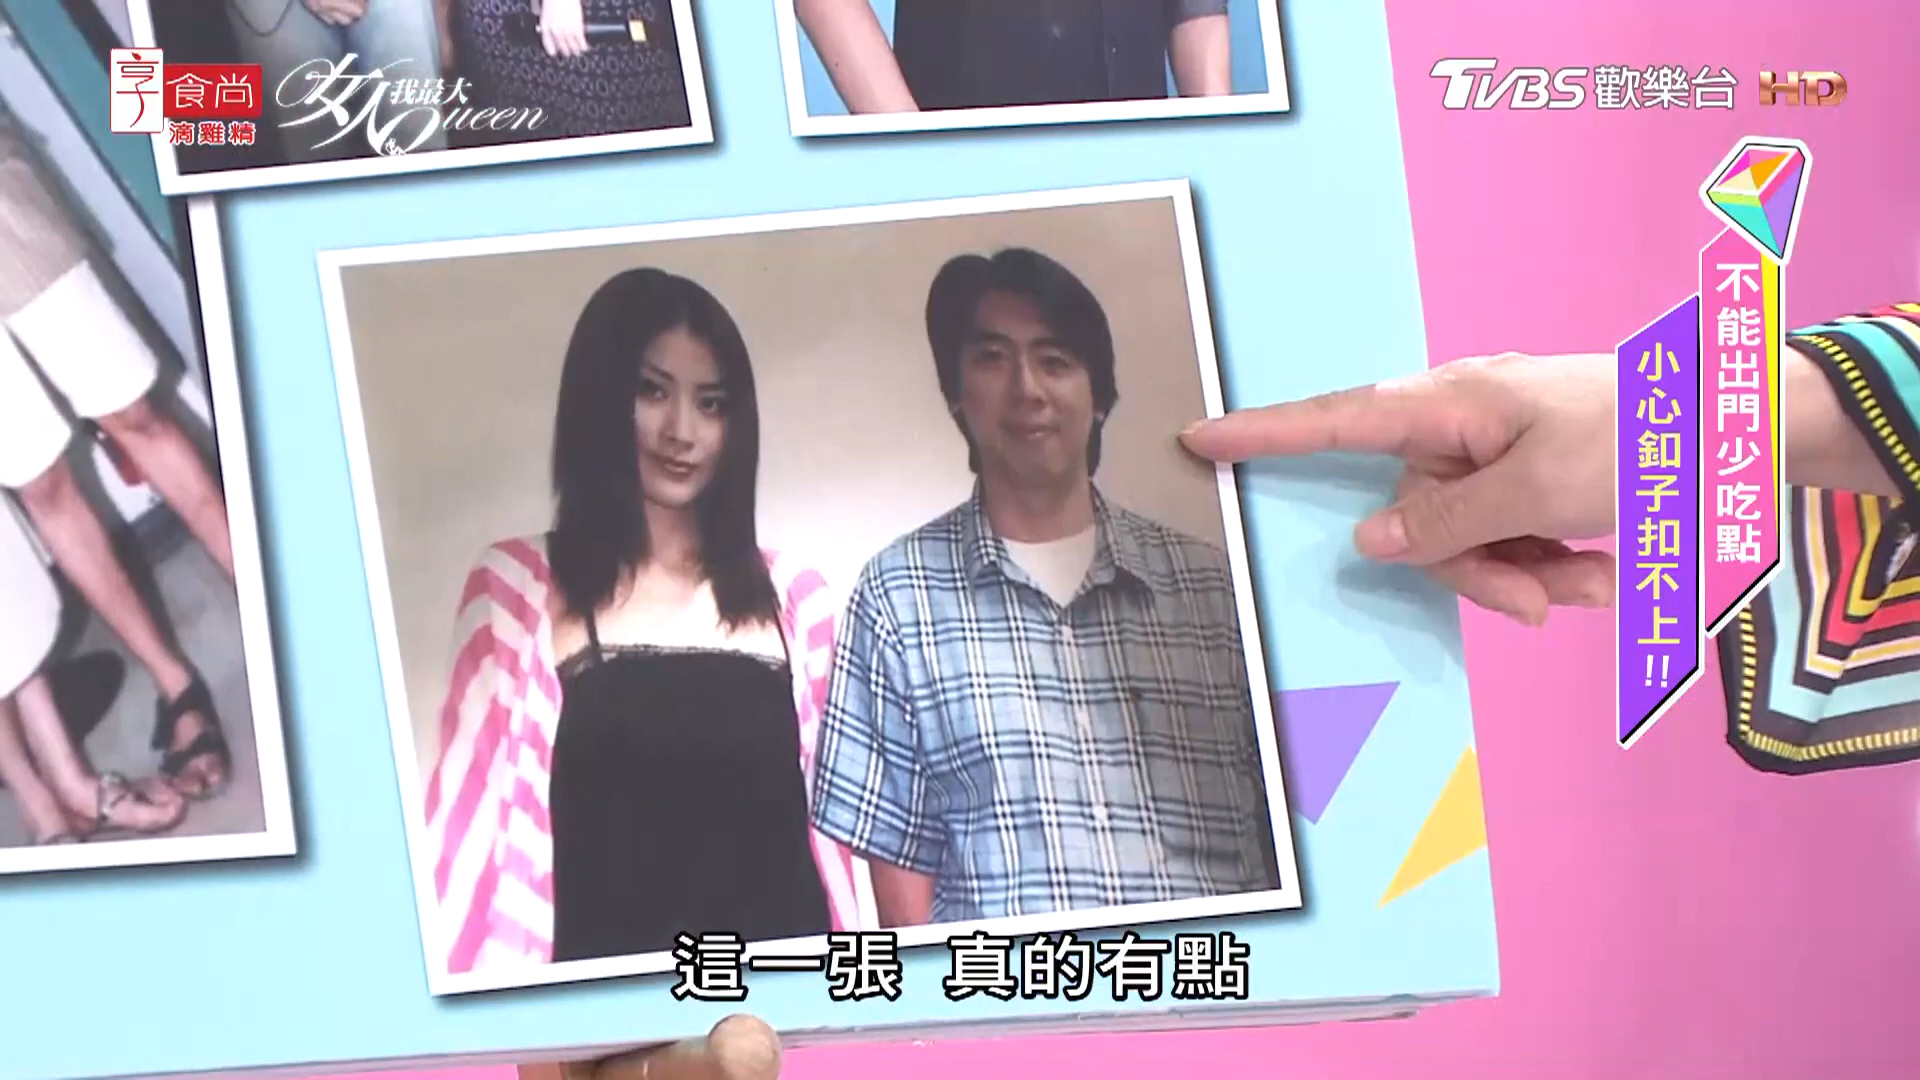 享
食尚
滴雞精
女人我最大
Queen
TVBS歡樂台 HD
不能出門少吃點
小心釦子扣不上!!
這一張 真的有點